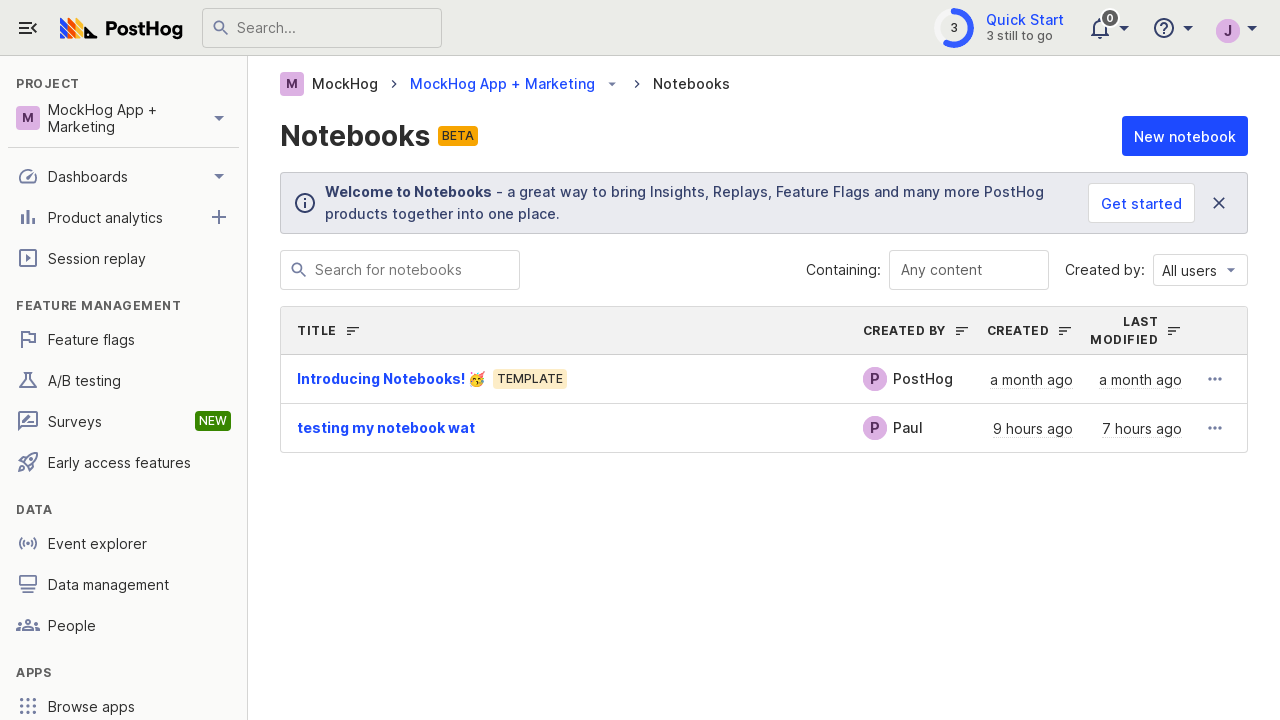 PostHog
Search...
3
Quick Start
3 still to go
0
J
PROJECT
M
MockHog App +
Marketing
Dashboards
Product analytics
Session replay
FEATURE MANAGEMENT
Feature flags
A/B testing
Surveys
NEW
Early access features
DATA
Event explorer
Data management
People
APPS
Browse apps
M MockHog MockHog App + Marketing Notebooks
Notebooks BETA
New notebook
Welcome to Notebooks - a great way to bring Insights, Replays, Feature Flags and many more PostHog
products together into one place.
Get started
Search for notebooks
Containing: Any content Created by: All users
TITLE CREATED BY CREATED LAST
MODIFIED
Introducing Notebooks! 🥳 TEMPLATE P PostHog a month ago a month ago
testing my notebook wat P Paul 9 hours ago 7 hours ago